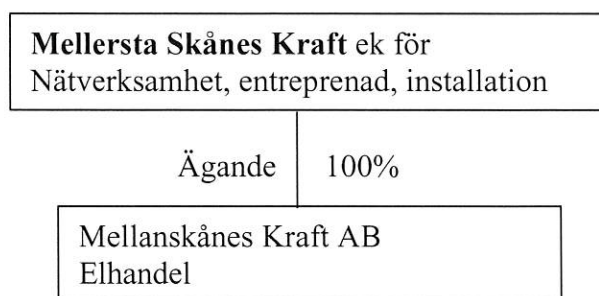 Mellersta Skånes Kraft ek för
Nätverksamhet, entreprenad, installation
Ägande 100%
Mellanskånes Kraft AB
Elhandel